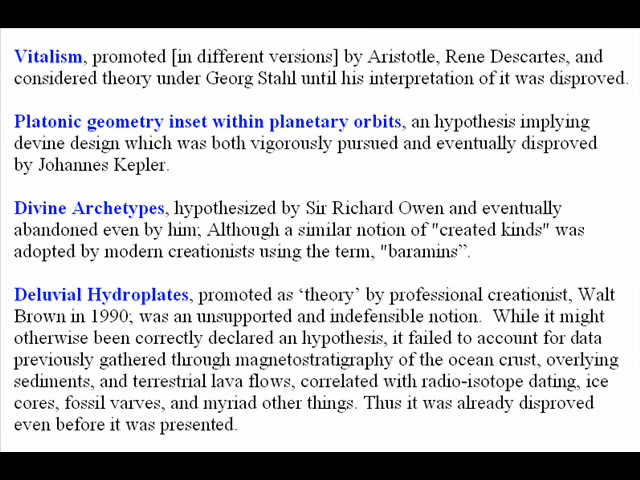 Vitalism, promoted [in different versions] by Aristotle, Rene Descartes, and
considered theory under Georg Stahl until his interpretation of it was disproved.
Platonic geometry inset within planetary orbits, an hypothesis implying
devine design which was both vigorously pursued and eventually disproved
by Johannes Kepler.
Divine Archetypes, hypothesized by Sir Richard Owen and eventually
abandoned even by him; Although a similar notion of "created kinds" was
adopted by modern creationists using the term, "baramins”.
Deluvial Hydroplates, promoted as ‘theory’ by professional creationist, Walt
Brown in 1990; was an unsupported and indefensible notion.  While it might
otherwise been correctly declared an hypothesis, it failed to account for data
previously gathered through magnetostratigraphy of the ocean crust, overlying
sediments, and terrestrial lava flows, correlated with radio-isotope dating, ice
cores, fossil varves, and myriad other things. Thus it was already disproved
even before it was presented.